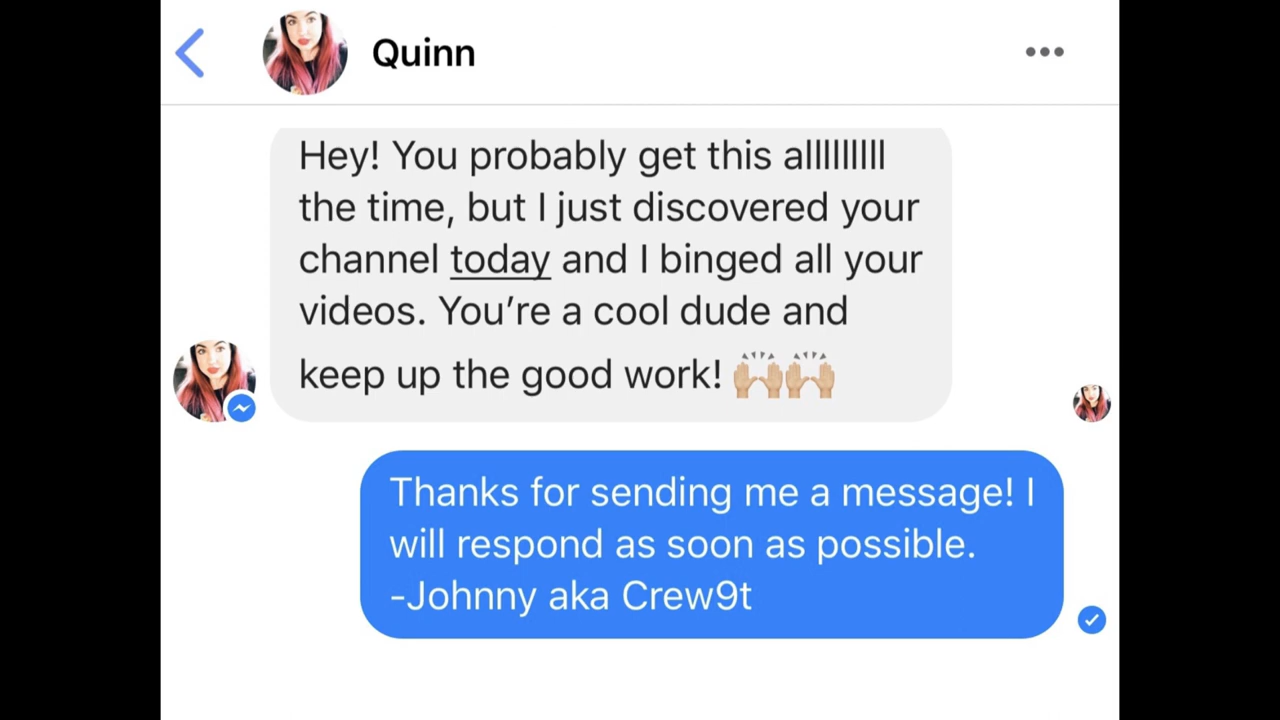 Quinn
Hey! You probably get this alllllllll
the time, but I just discovered your
channel today and I binged all your
videos. You’re a cool dude and
keep up the good work! 🙌🏼🙌🏼
Thanks for sending me a message! I
will respond as soon as possible.
-Johnny aka Crew9t